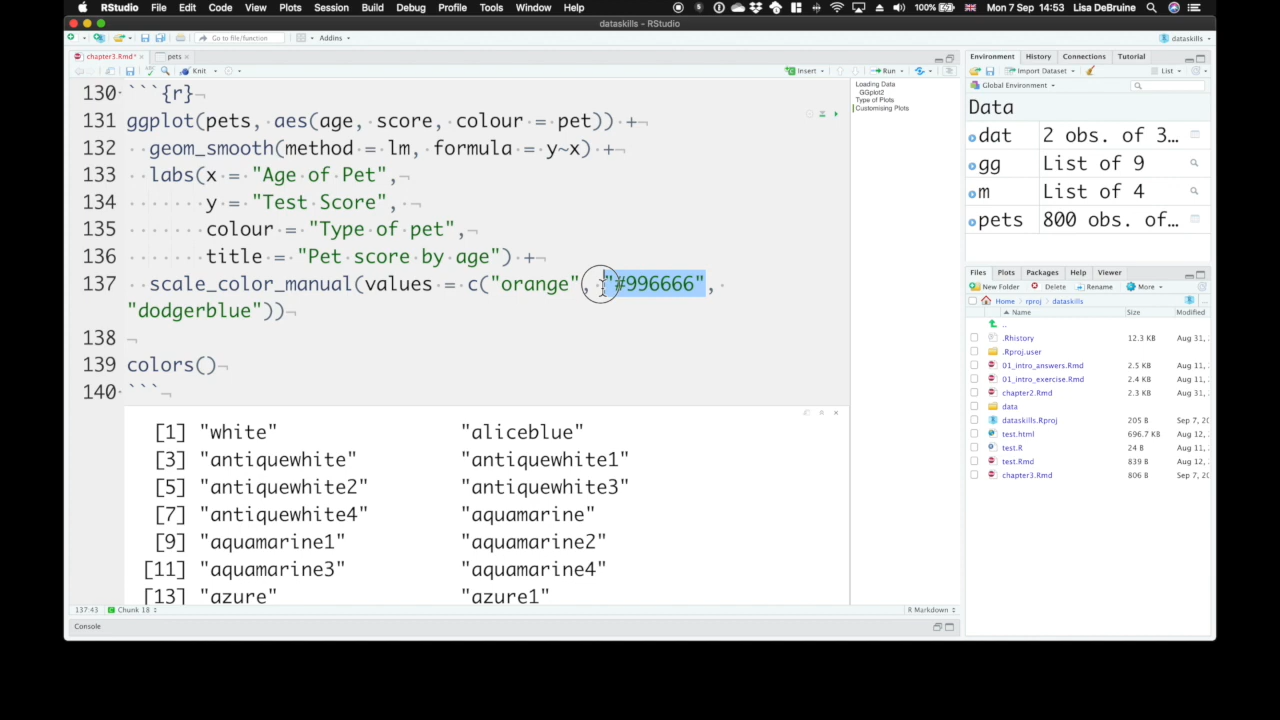 RStudio File Edit Code View Plots Session Build Debug Profile Tools Window Help 100% Mon 7 Sep 14:53 Lisa DeBruine
dataskills - RStudio
Go to file/function Addins dataskills
chapter3.Rmd* pets
Knit Insert Run
130 ```{r}¬
131 ggplot(pets, aes(age, score, colour = pet)) +¬
132 geom_smooth(method = lm, formula = y~x) +¬
133 labs(x = "Age of Pet",¬
134 y = "Test Score", ¬
135 colour = "Type of pet",¬
136 title = "Pet score by age") +¬
137 scale_color_manual(values = c("orange", "#996666",
"dodgerblue"))¬
138 ¬
139 colors()¬
140 ```¬
[1] "white" "aliceblue"
[3] "antiquewhite" "antiquewhite1"
[5] "antiquewhite2" "antiquewhite3"
[7] "antiquewhite4" "aquamarine"
[9] "aquamarine1" "aquamarine2"
[11] "aquamarine3" "aquamarine4"
[13] "azure" "azure1"
137:43 Chunk 18 R Markdown
Console
Loading Data
GGplot2
Type of Plots
Customising Plots
Environment History Connections Tutorial
Import Dataset List
Global Environment
Data
dat 2 obs. of 3…
gg List of 9
m List of 4
pets 800 obs. of…
Files Plots Packages Help Viewer
New Folder Delete Rename More
Home rproj dataskills
Name Size Modified
..
.Rhistory 12.3 KB Aug 31,
.Rproj.user
01_intro_answers.Rmd 2.5 KB Aug 11,
01_intro_exercise.Rmd 2.4 KB Aug 11,
chapter2.Rmd 2.3 KB Aug 31,
data
dataskills.Rproj 205 B Sep 7,
test.html 696.7 KB Aug 12,
test.R 24 B Aug 11,
test.Rmd 839 B Aug 12,
chapter3.Rmd 806 B Sep 7,